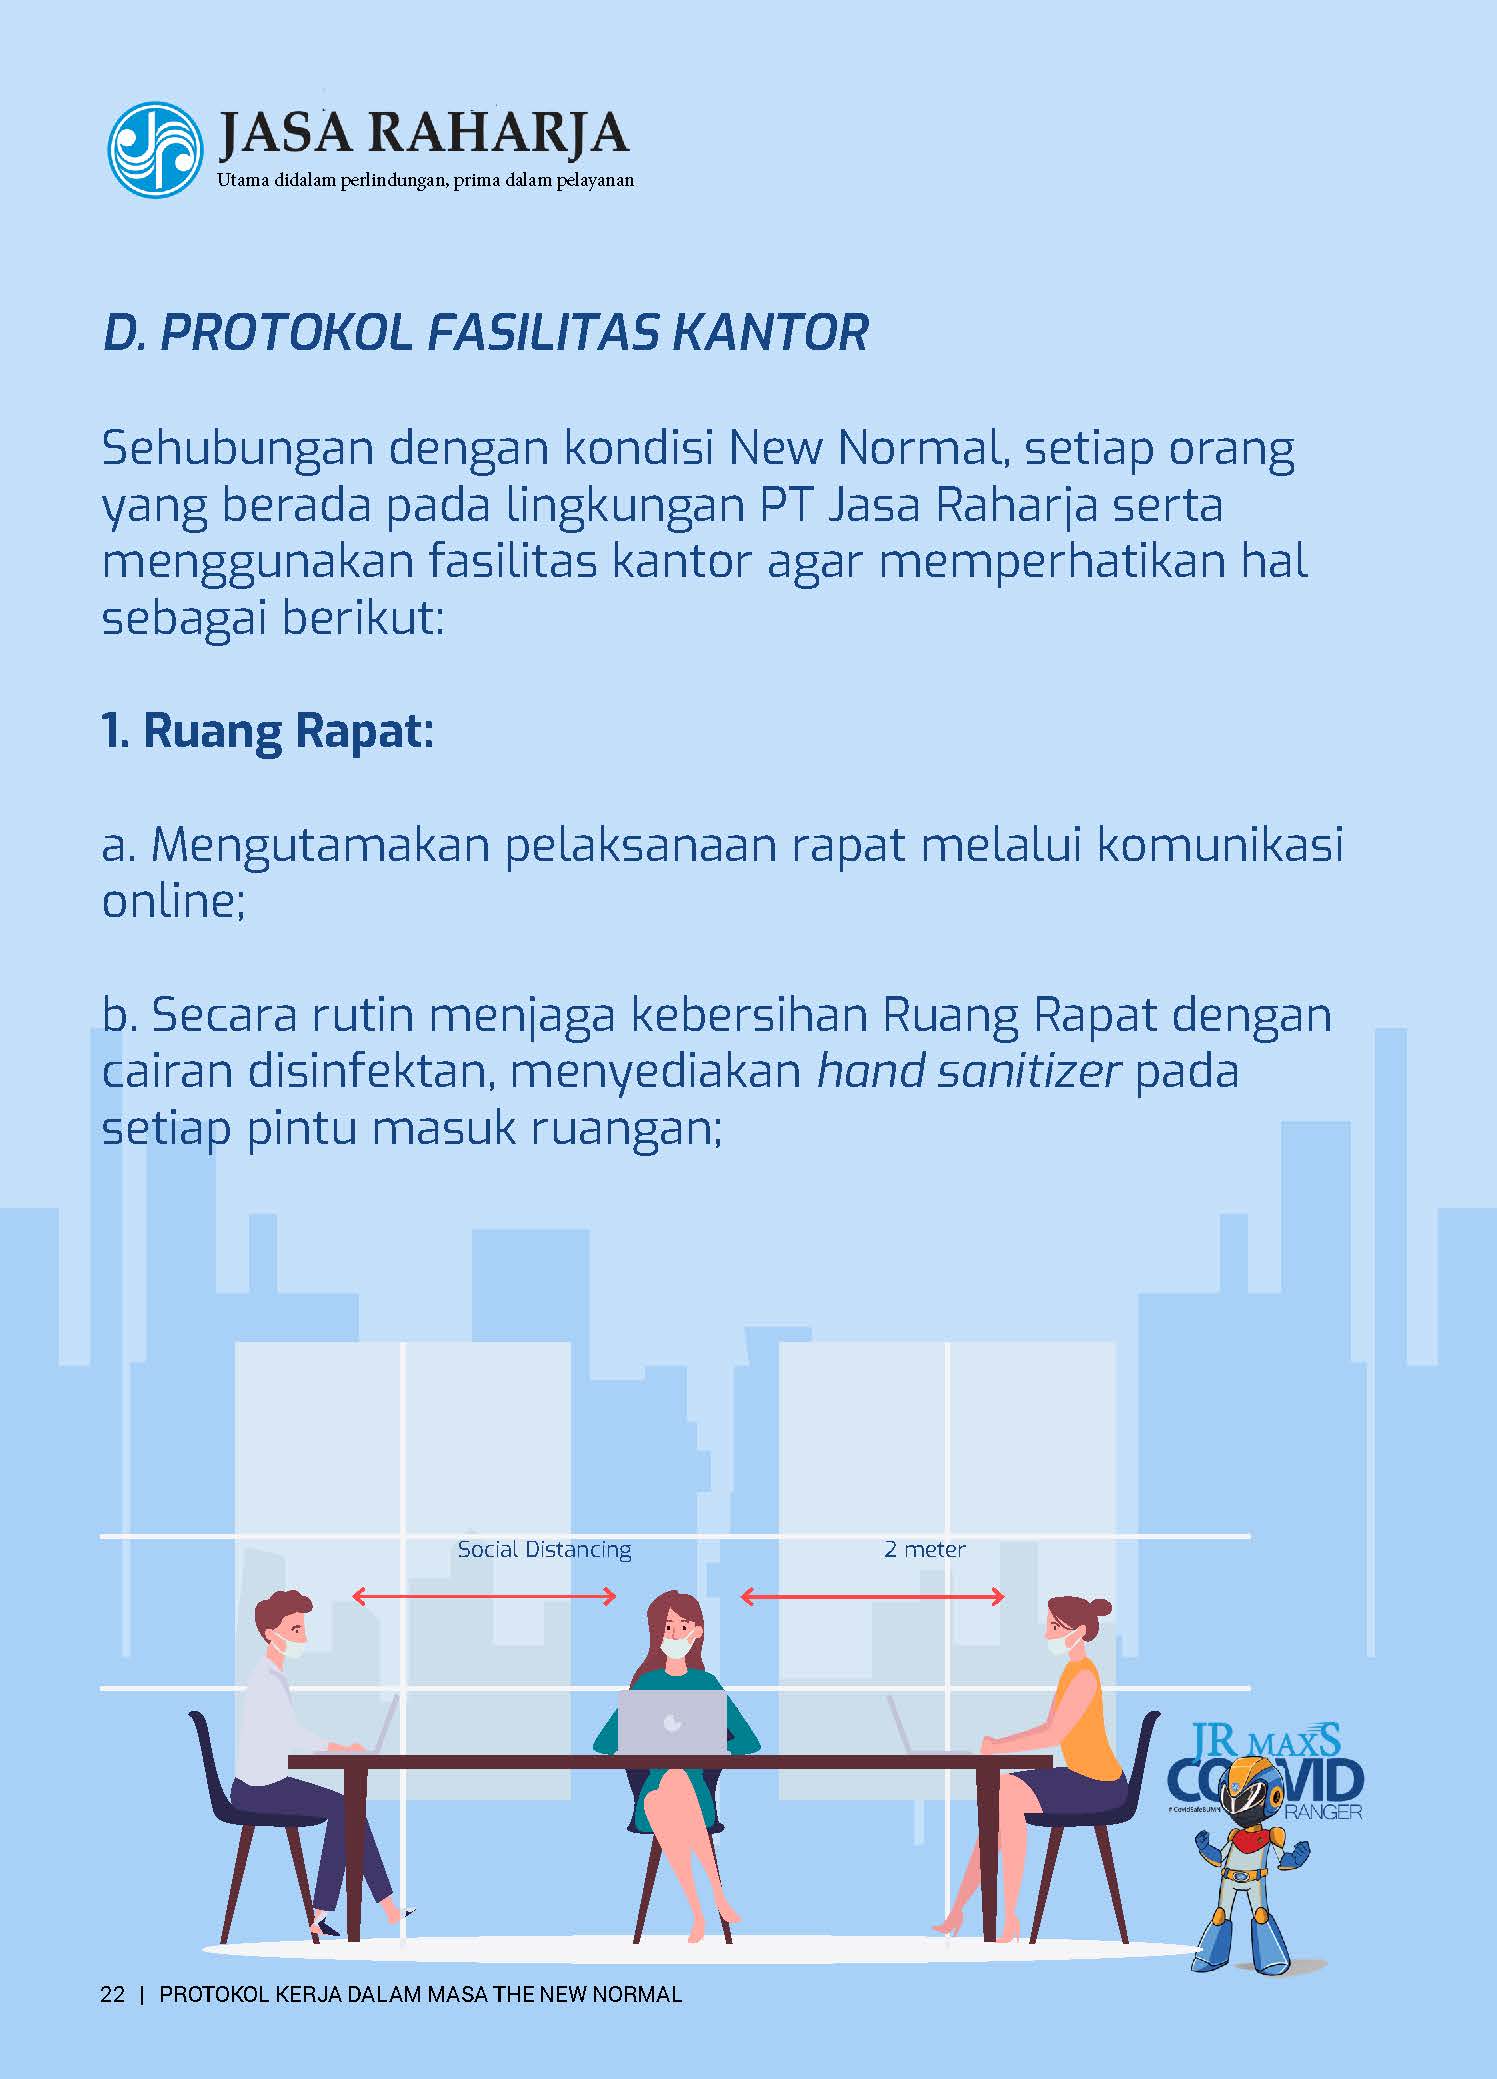 JASA RAHARJA
Utama didalam perlindungan, prima dalam pelayanan
D. PROTOKOL FASILITAS KANTOR
Sehubungan dengan kondisi New Normal, setiap orang
yang berada pada lingkungan PT Jasa Raharja serta
menggunakan fasilitas kantor agar memperhatikan hal
sebagai berikut:
1. Ruang Rapat:
a. Mengutamakan pelaksanaan rapat melalui komunikasi
online;
b. Secara rutin menjaga kebersihan Ruang Rapat dengan
cairan disinfektan, menyediakan hand sanitizer pada
setiap pintu masuk ruangan;
Social Distancing 2 meter
JR MAXS
COVID
#CovidSafeBUMN RANGER
22 | PROTOKOL KERJA DALAM MASA THE NEW NORMAL